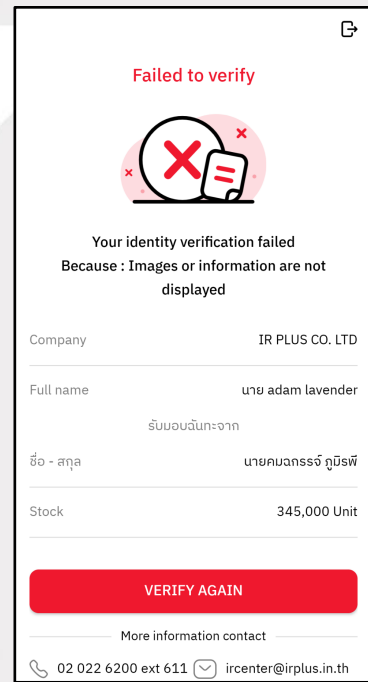 Failed to verify
Your identity verification failed
Because : Images or information are not
displayed
Company IR PLUS CO. LTD
Full name นาย adam lavender
รับมอบฉันทะจาก
ชื่อ - สกุล นายคมฉกรรจ์ ภูมิรพี
Stock 345,000 Unit
VERIFY AGAIN
More information contact
02 022 6200 ext 611 ircenter@irplus.in.th